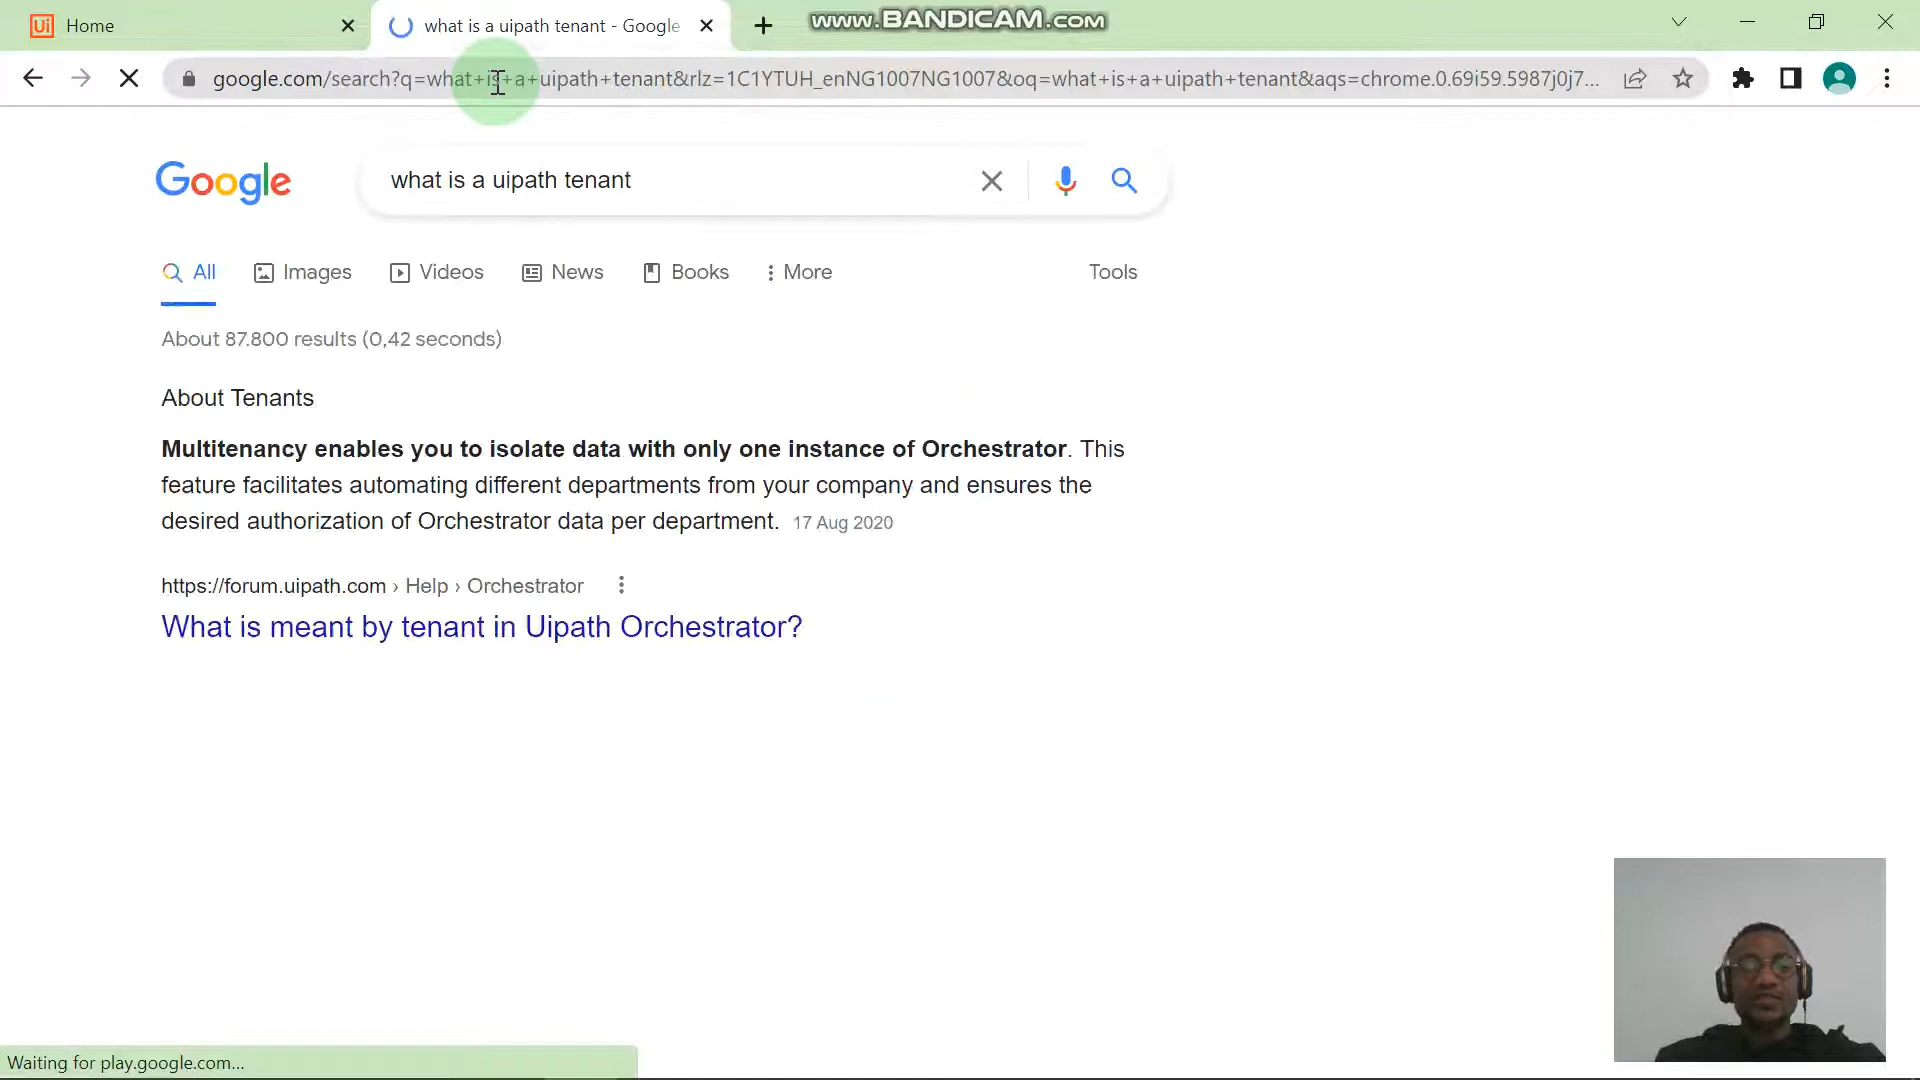 Home
what is a uipath tenant - Google
www.BANDICAM.com
google.com/search?q=what+is+a+uipath+tenant&rlz=1C1YTUH_enNG1007NG1007&oq=what+is+a+uipath+tenant&aqs=chrome.0.69i59.5987j0j7...
Google
what is a uipath tenant
All
Images
Videos
News
Books
More
Tools
About 87.800 results (0,42 seconds)
About Tenants
Multitenancy enables you to isolate data with only one instance of Orchestrator. This
feature facilitates automating different departments from your company and ensures the
desired authorization of Orchestrator data per department. 17 Aug 2020
https://forum.uipath.com › Help › Orchestrator
What is meant by tenant in Uipath Orchestrator?
Waiting for play.google.com...